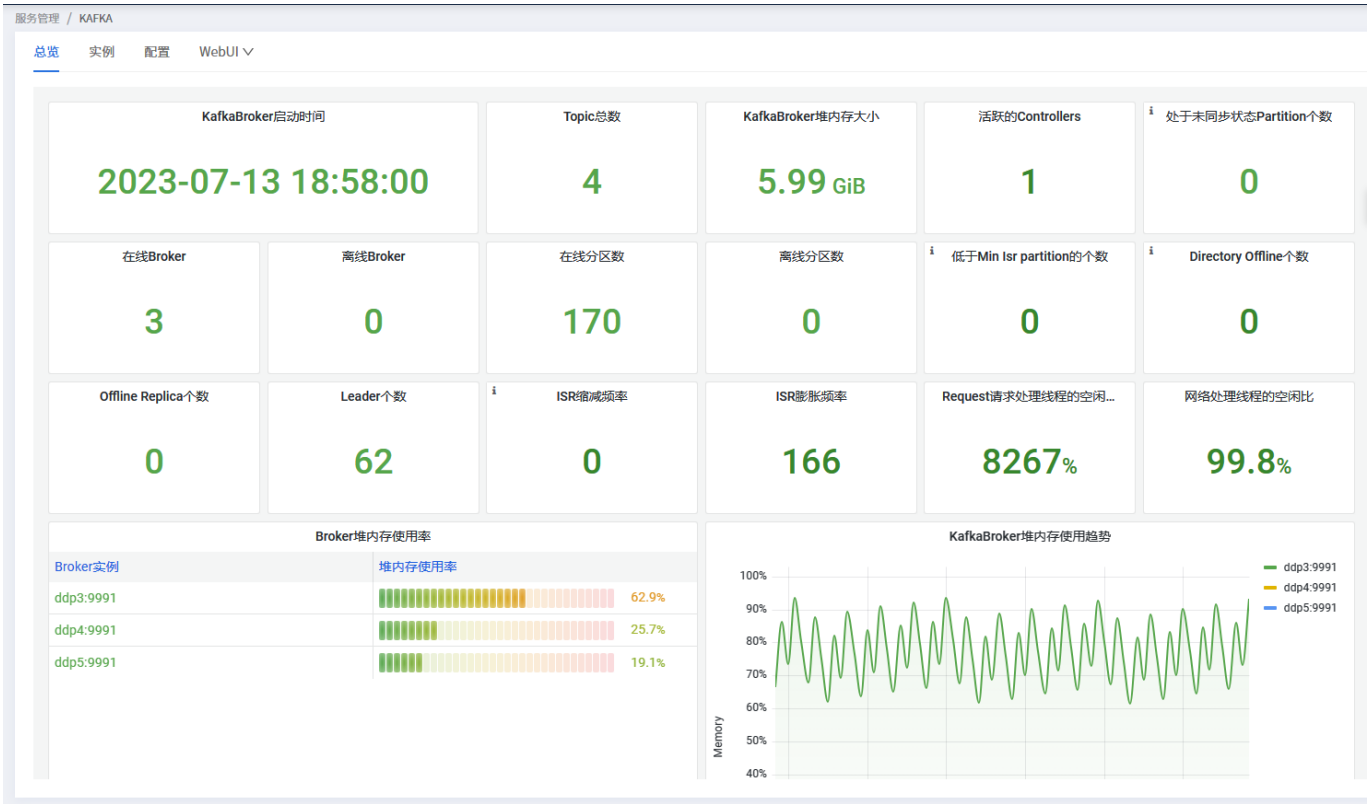 服务管理 / KAFKA
总览 实例 配置 WebUI
KafkaBroker启动时间 Topic总数 KafkaBroker堆内存大小 活跃的Controllers 处于未同步状态Partition个数
2023-07-13 18:58:00 4 5.99 GiB 1 0
在线Broker 离线Broker 在线分区数 离线分区数 低于Min Isr partition的个数 Directory Offline个数
3 0 170 0 0 0
Offline Replica个数 Leader个数 ISR缩减频率 ISR膨胀频率 Request请求处理线程的空闲... 网络处理线程的空闲比
0 62 0 166 8267% 99.8%
Broker堆内存使用率
Broker实例 堆内存使用率
ddp3:9991 62.9%
ddp4:9991 25.7%
ddp5:9991 19.1%
KafkaBroker堆内存使用趋势
100%
90%
80%
70%
60%
50%
40%
Memory
ddp3:9991
ddp4:9991
ddp5:9991